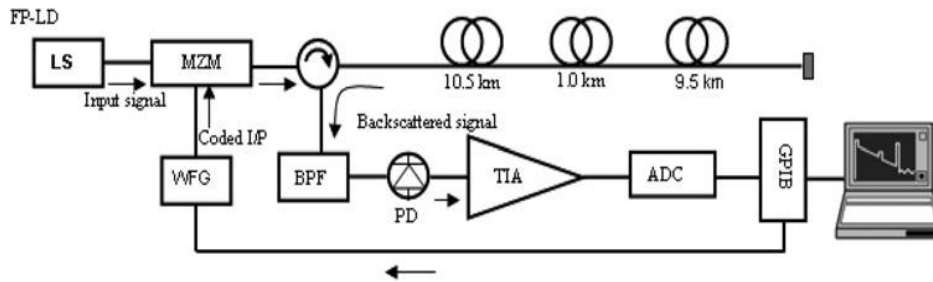 FP-LD
LS
MZM
10.5 km
1.0 km
9.5 km
Input signal
Coded I/P
Backscattered signal
WFG
BPF
PD
TIA
ADC
GPIB